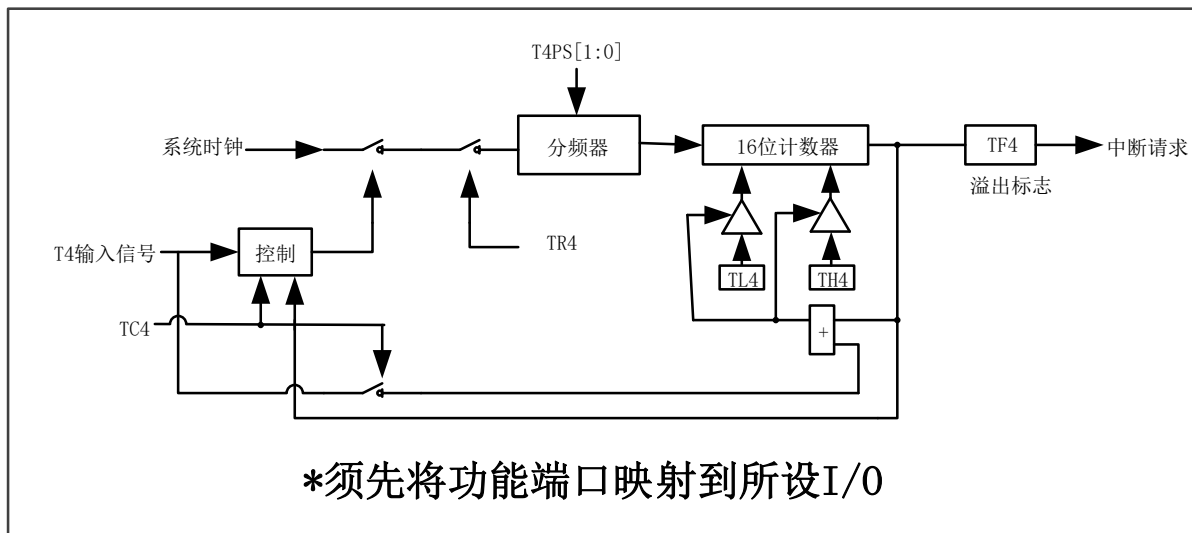 T4PS[1:0]
系统时钟
分频器
16位计数器
TF4
中断请求
溢出标志
T4输入信号
控制
TR4
TL4
TH4
TC4
+
*须先将功能端口映射到所设I/O